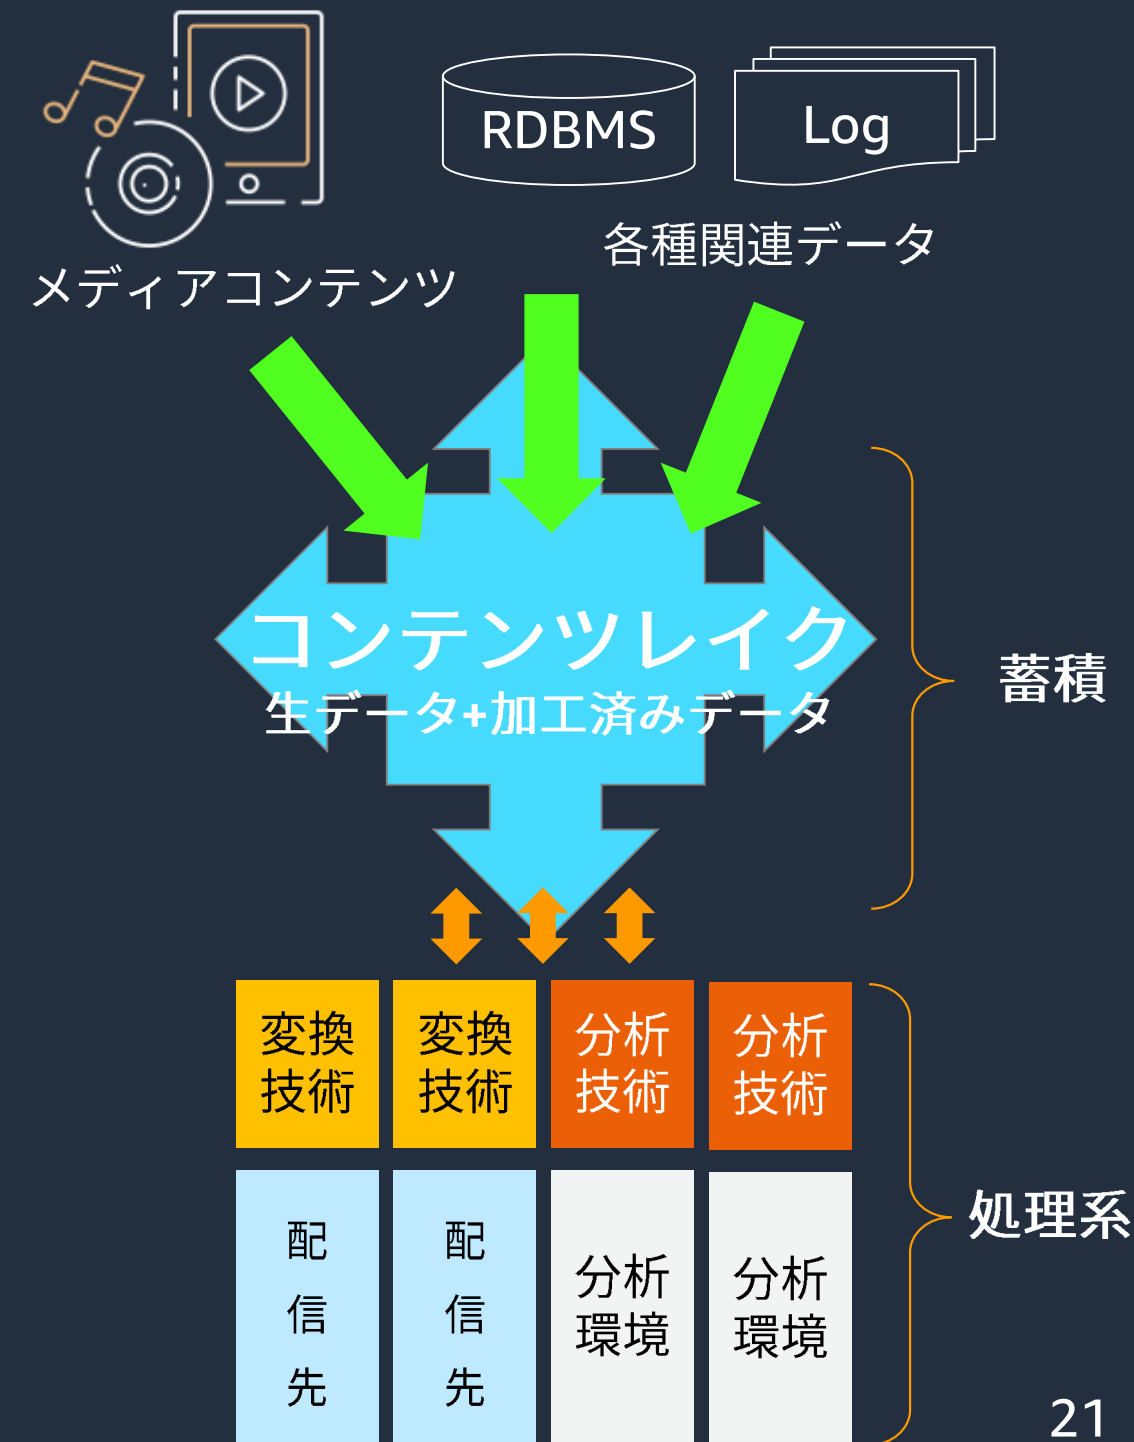 RDBMS
Log
各種関連データ
メディアコンテンツ
コンテンツレイク
生データ+加工済みデータ
蓄積
変換
技術
変換
技術
分析
技術
分析
技術
処理系
配
信
先
配
信
先
分析
環境
分析
環境
21